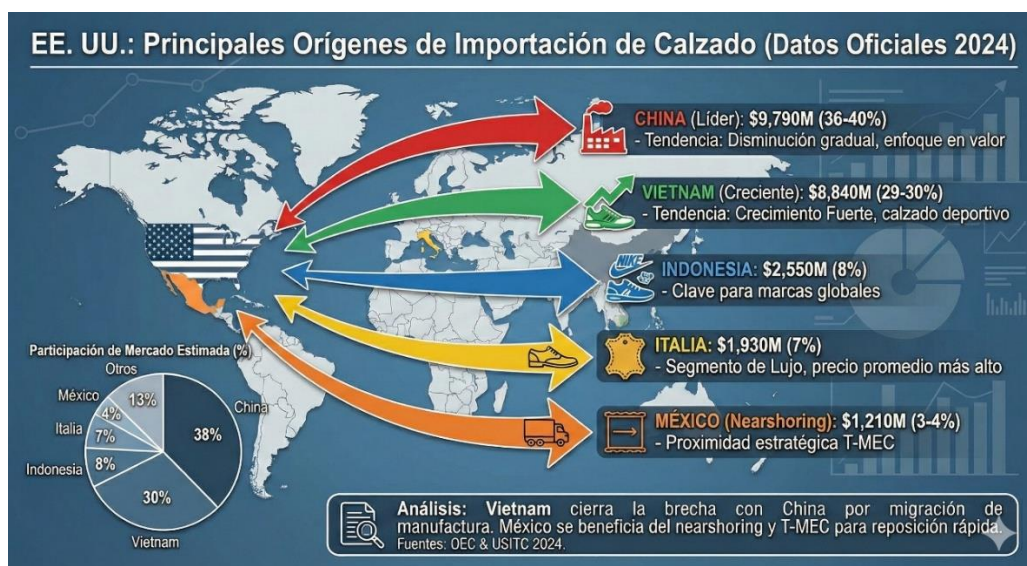 EE. UU.: Principales Orígenes de Importación de Calzado (Datos Oficiales 2024)
CHINA (Líder): $9,790M (36-40%)
- Tendencia: Disminución gradual, enfoque en valor
VIETNAM (Creciente): $8,840M (29-30%)
- Tendencia: Crecimiento Fuerte, calzado deportivo
NIKE
INDONESIA: $2,550M (8%)
- Clave para marcas globales
ITALIA: $1,930M (7%)
- Segmento de Lujo, precio promedio más alto
MÉXICO (Nearshoring): $1,210M (3-4%)
- Proximidad estratégica T-MEC
Participación de Mercado Estimada (%)
Otros
13%
México
4%
Italia
7%
Indonesia
8%
China
38%
30%
Vietnam
Análisis: Vietnam cierra la brecha con China por migración de
manufactura. México se beneficia del nearshoring y T-MEC para reposición rápida.
Fuentes: OEC & USITC 2024.